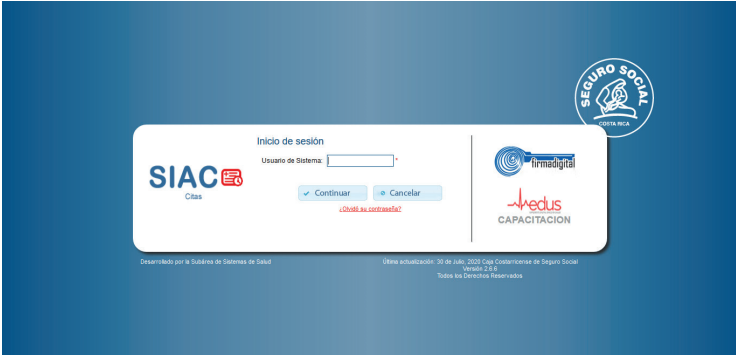 SEGURO SOCIAL
COSTA RICA
Inicio de sesión
Usuario de Sistema:
*
SIAC
Citas
Continuar
Cancelar
¿Olvidó su contraseña?
firmadigital
edus
CAPACITACION
Desarrollado por la Subárea de Sistemas de Salud
Última actualización: 30 de Julio, 2020 Caja Costarricense de Seguro Social
Versión 2.6.6
Todos los Derechos Reservados